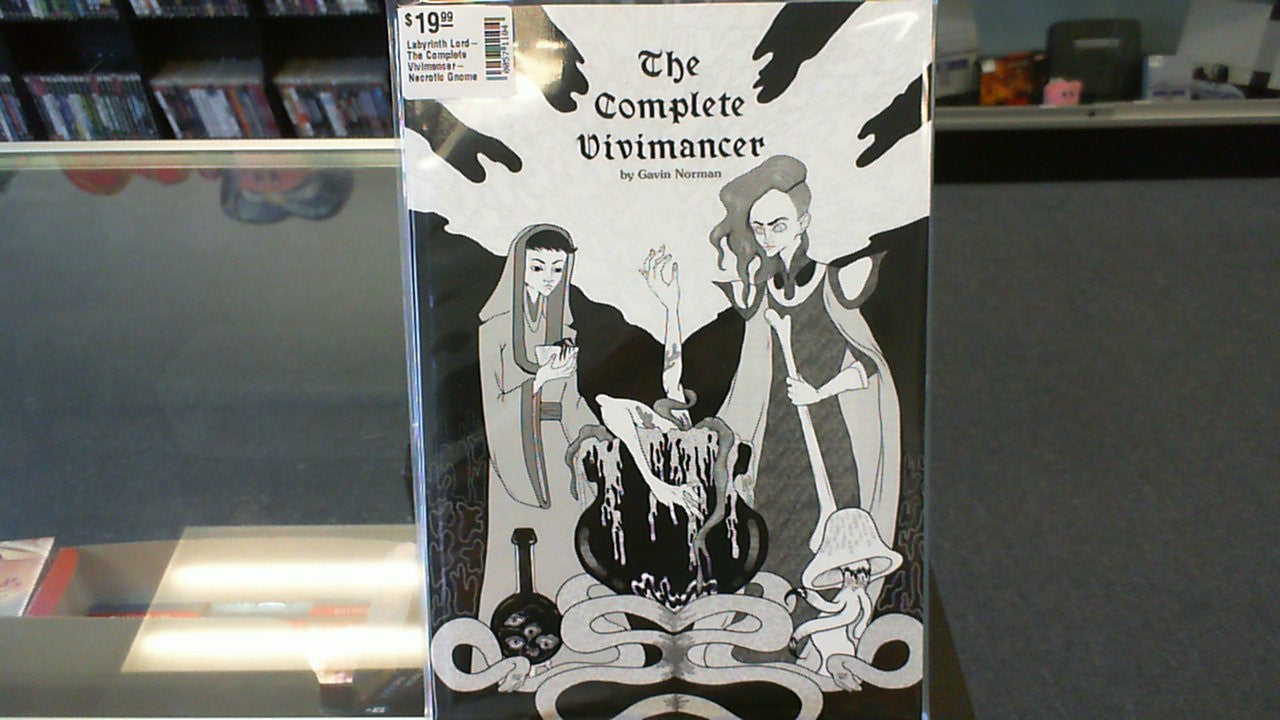 $19.99
Labyrinth Lord-
The Complete
Vivimancer-
Necrotic Gnome
The
Complete
Vivimancer
by Gavin Norman